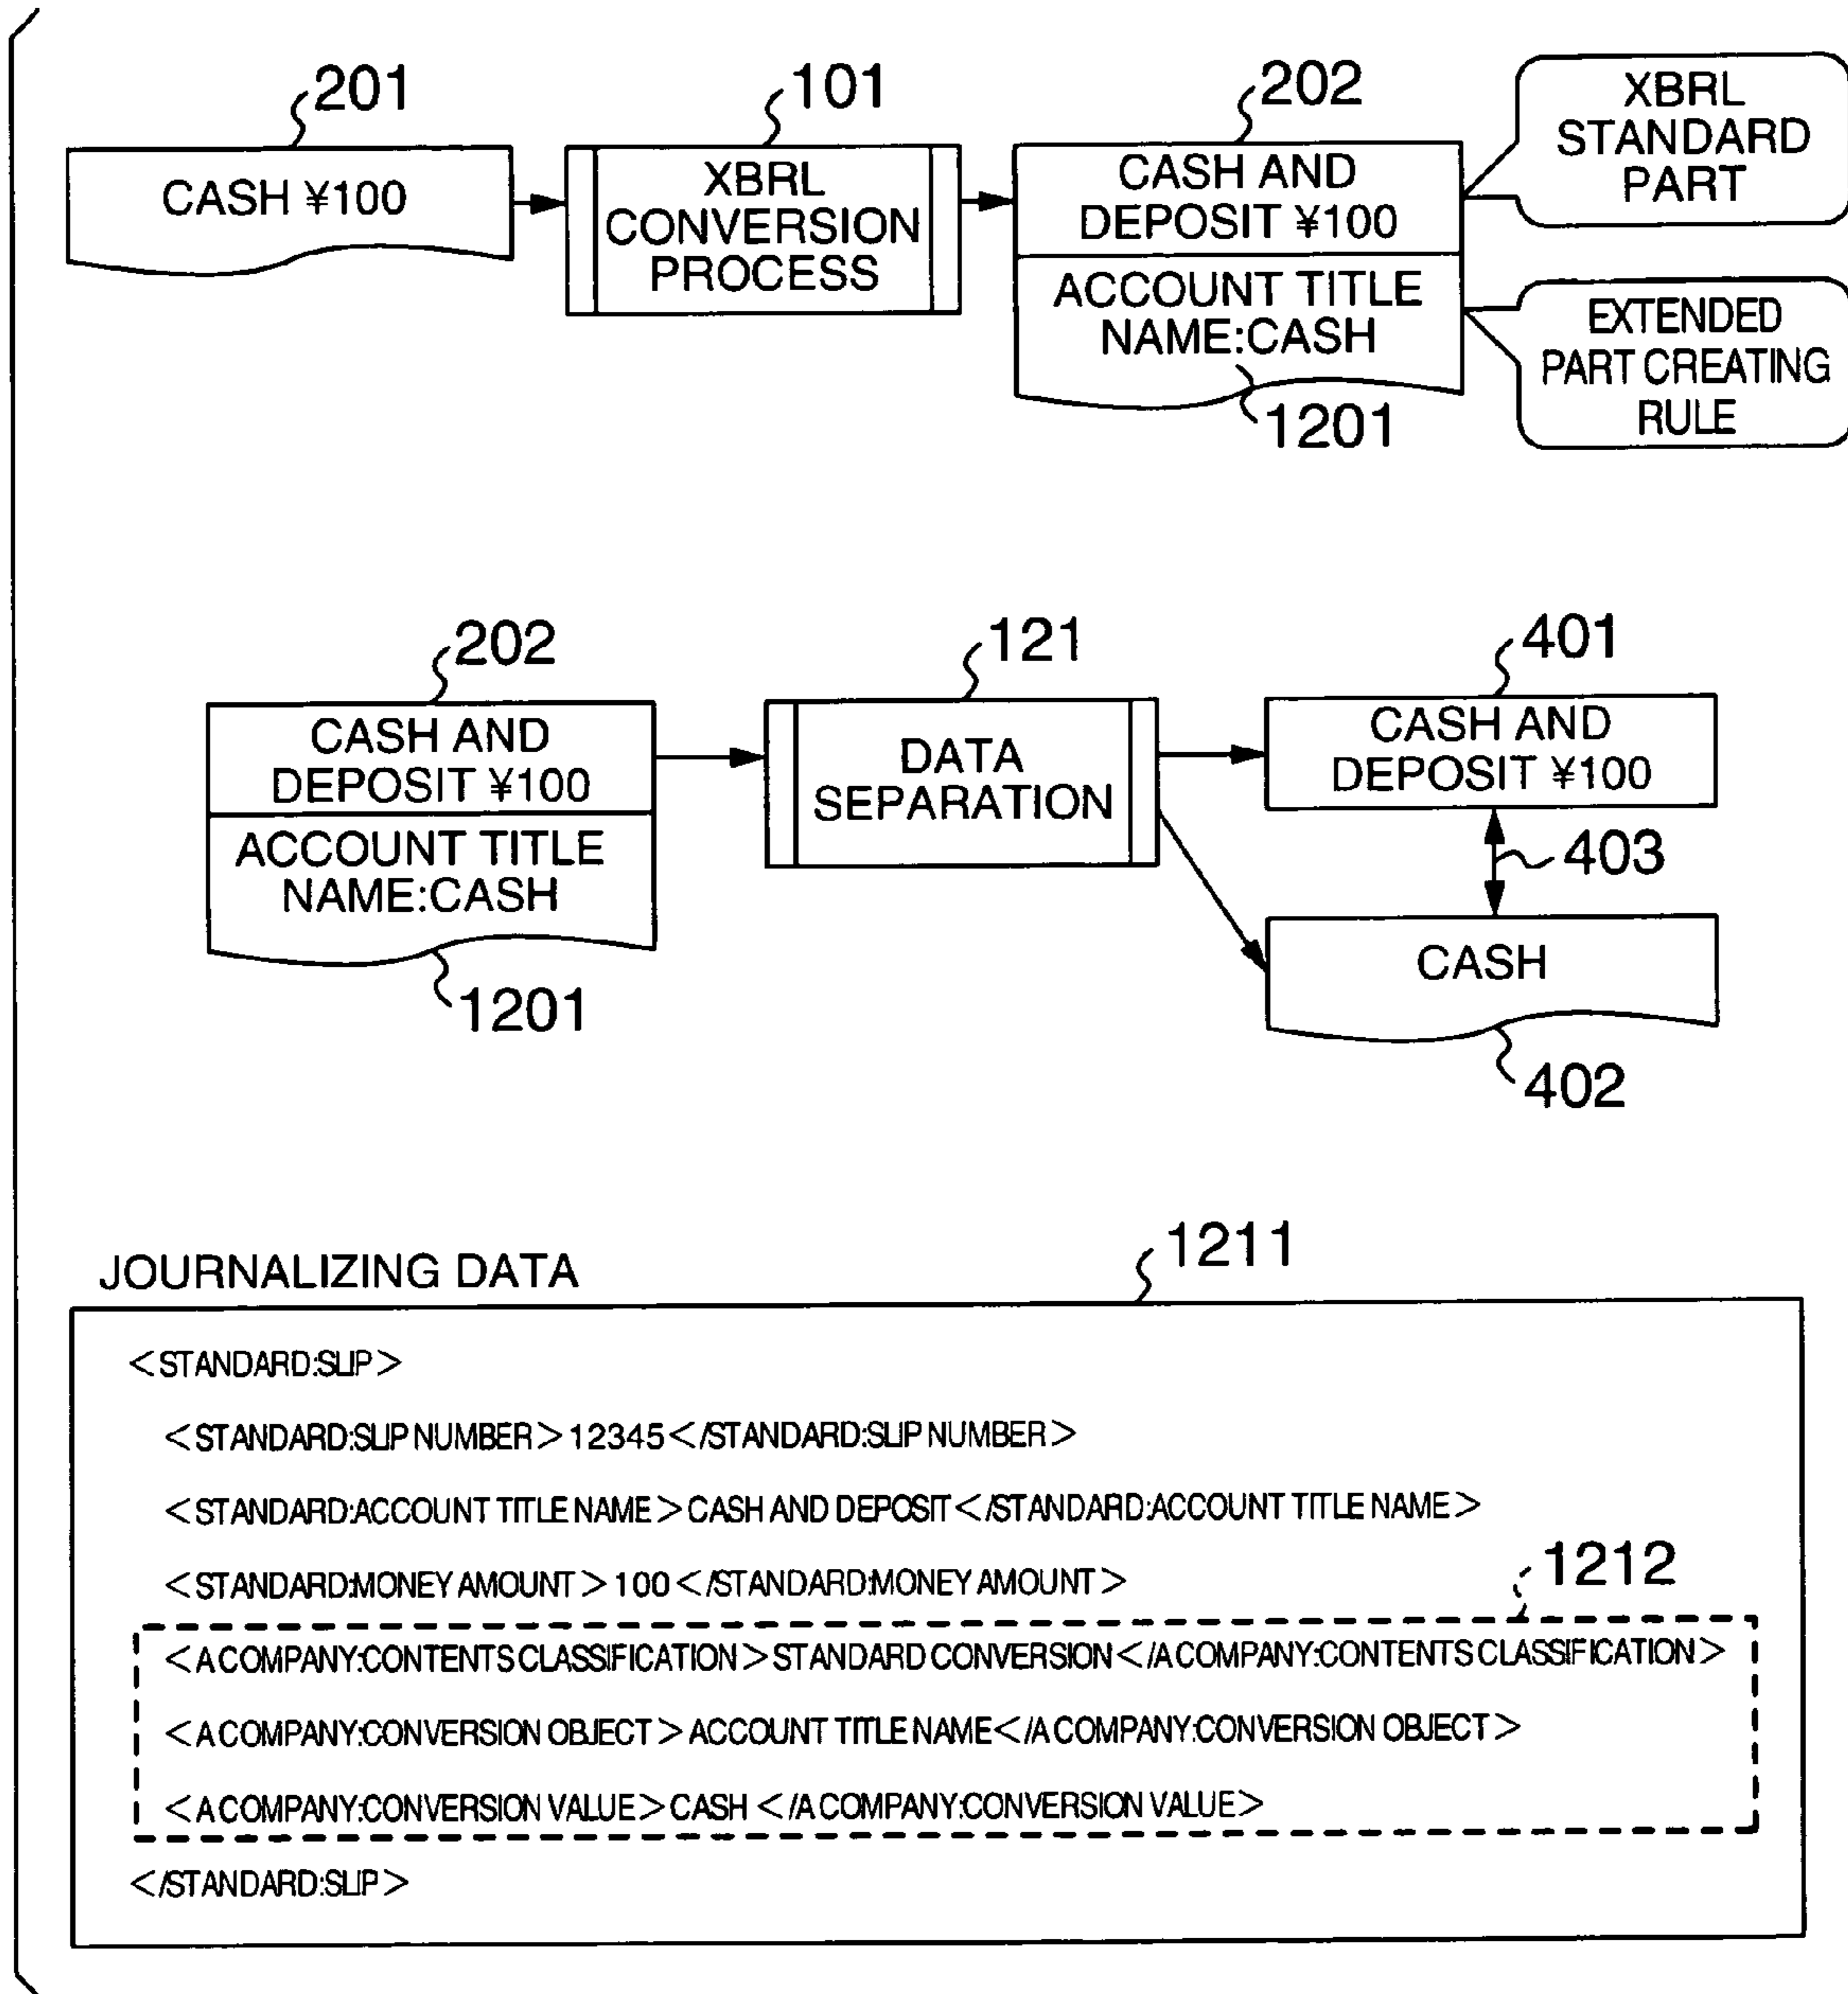 201
101
202
CASH ¥100
XBRL
CONVERSION
PROCESS
CASH AND
DEPOSIT ¥100
ACCOUNT TITLE
NAME:CASH
1201
XBRL
STANDARD
PART
EXTENDED
PART CREATING
RULE
202
121
401
CASH AND
DEPOSIT ¥100
ACCOUNT TITLE
NAME:CASH
1201
DATA
SEPARATION
CASH AND
DEPOSIT ¥100
403
CASH
402
JOURNALIZING DATA
1211
<STANDARD:SLIP>
<STANDARD:SLIP NUMBER>12345</STANDARD:SLIP NUMBER>
<STANDARD:ACCOUNT TITLE NAME>CASH AND DEPOSIT</STANDARD:ACCOUNT TITLE NAME>
<STANDARD:MONEY AMOUNT>100</STANDARD:MONEY AMOUNT>
1212
<A COMPANY:CONTENTS CLASSIFICATION>STANDARD CONVERSION</A COMPANY:CONTENTS CLASSIFICATION>
<A COMPANY:CONVERSION OBJECT>ACCOUNT TITLE NAME</A COMPANY:CONVERSION OBJECT>
<A COMPANY:CONVERSION VALUE>CASH </A COMPANY:CONVERSION VALUE>
</STANDARD:SLIP>